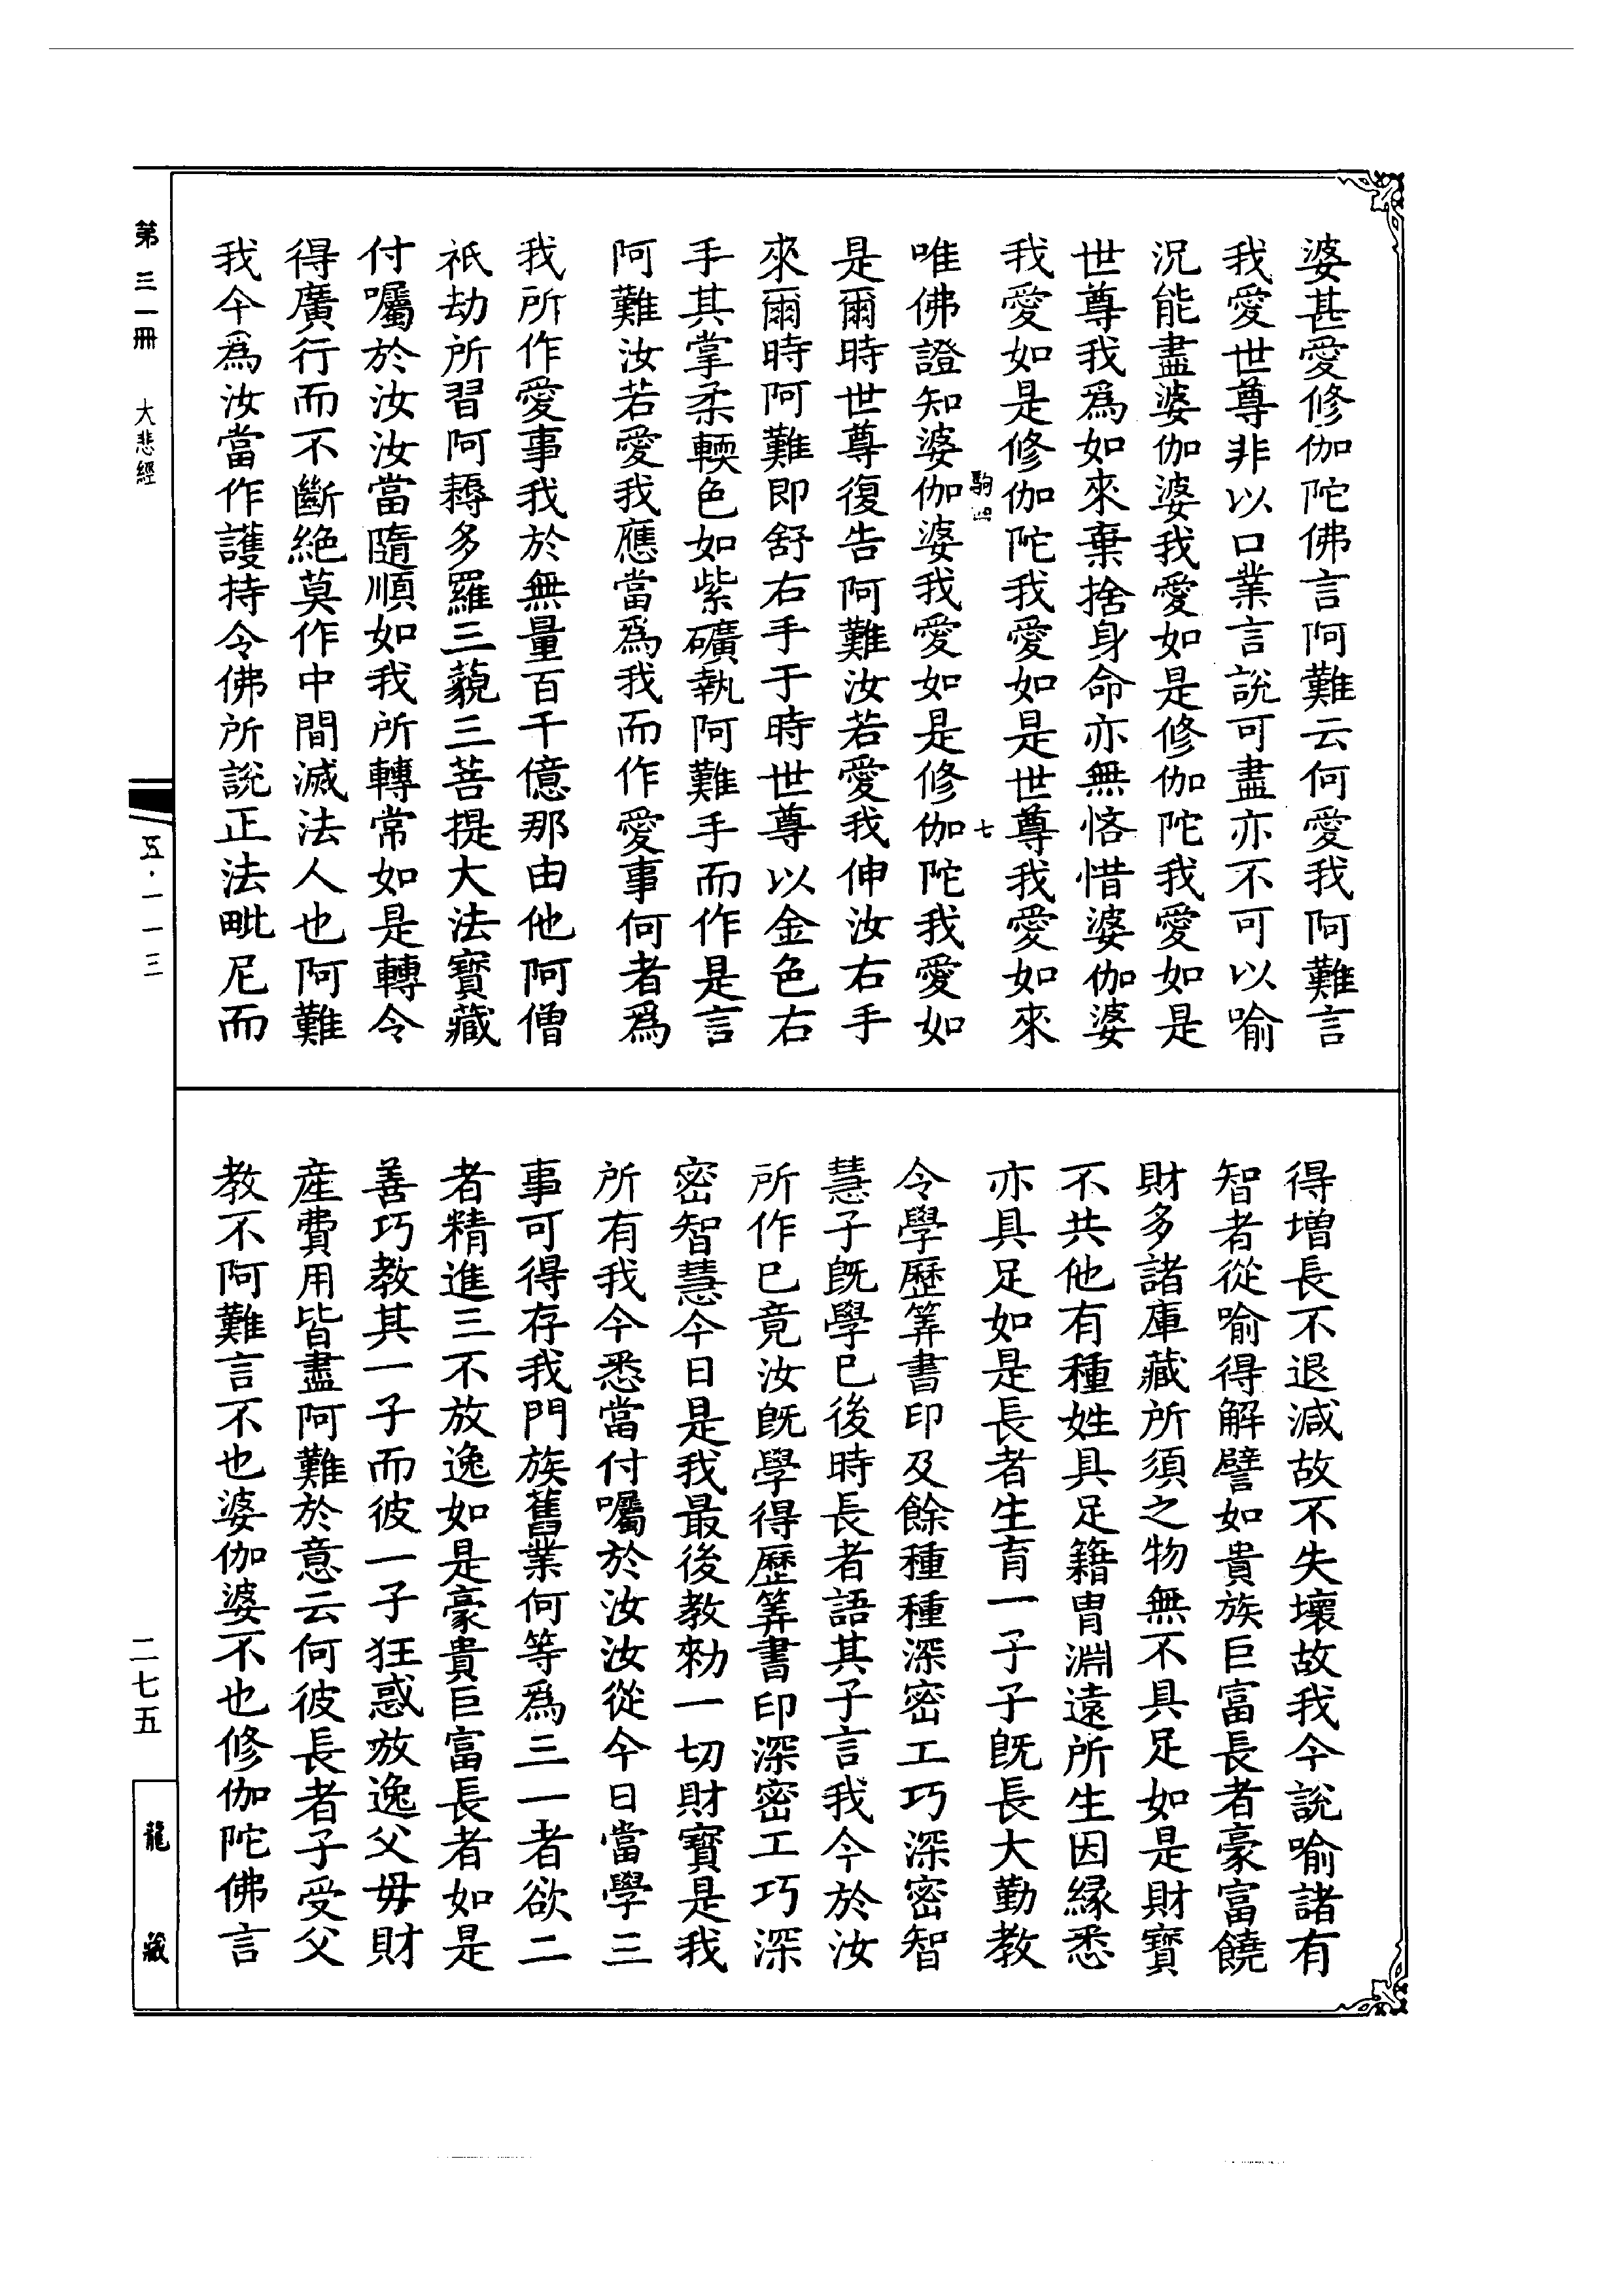 婆甚愛修伽陀佛言阿難云何愛我阿難言
我愛世尊非以口業言說可盡亦不可以喻
況能盡婆伽婆我愛如是修伽陀我愛如是
世尊我爲如來棄捨身命亦無悋惜婆伽婆
我愛如是修伽陀我愛如是世尊我愛如來
駒四 七
唯佛證知婆伽婆我愛如是修伽陀我愛如
是爾時世尊復告阿難汝若愛我伸汝右手
來爾時阿難即舒右手于時世尊以金色右
手其掌柔輭色如紫礦執阿難手而作是言
阿難汝若愛我應當爲我而作愛事何者爲
我所作愛事我於無量百千億那由他阿僧
祇劫所習阿耨多羅三藐三菩提大法寶藏
付囑於汝汝當隨順如我所轉常如是轉令
得廣行而不斷絶莫作中間滅法人也阿難
我今爲汝當作護持令佛所說正法毗尼而
得增長不退減故不失壞故我今說喻諸有
智者從喻得解譬如貴族巨富長者豪富饒
財多諸庫藏所須之物無不具足如是財寶
不共他有種姓具足籍冑淵遠所生因緣悉
亦具足如是長者生育一子子旣長大勤教
令學歷筭書印及餘種種深密工巧深密智
慧子旣學已後時長者語其子言我今於汝
所作已竟汝旣學得歷筭書印深密工巧深
密智慧今日是我最後教勑一切財寶是我
所有我今悉當付囑於汝汝從今日當學三
事可得存我門族舊業何等爲三一者欲二
者精進三不放逸如是豪貴巨富長者如是
善巧教其一子而彼一子狂惑放逸父母財
産費用皆盡阿難於意云何彼長者子受父
教不阿難言不也婆伽婆不也修伽陀佛言
第三一冊 大悲經
五·一一三
二七五
龍藏